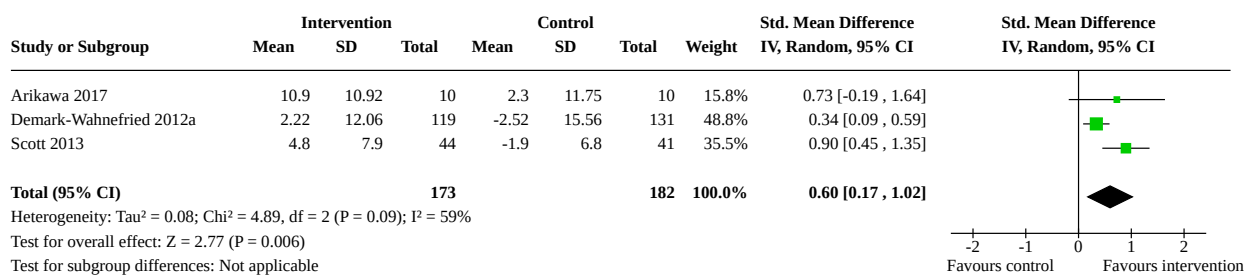 Intervention Control Std. Mean Difference Std. Mean Difference
Study or Subgroup Mean SD Total Mean SD Total Weight IV, Random, 95% CI IV, Random, 95% CI
Arikawa 2017 10.9 10.92 10 2.3 11.75 10 15.8% 0.73 [-0.19 , 1.64]
Demark-Wahnefried 2012a 2.22 12.06 119 -2.52 15.56 131 48.8% 0.34 [0.09 , 0.59]
Scott 2013 4.8 7.9 44 -1.9 6.8 41 35.5% 0.90 [0.45 , 1.35]
Total (95% CI) 173 182 100.0% 0.60 [0.17 , 1.02]
Heterogeneity: Tau² = 0.08; Chi² = 4.89, df = 2 (P = 0.09); I² = 59%
Test for overall effect: Z = 2.77 (P = 0.006)
-2 -1 0 1 2
Test for subgroup differences: Not applicable Favours control Favours intervention